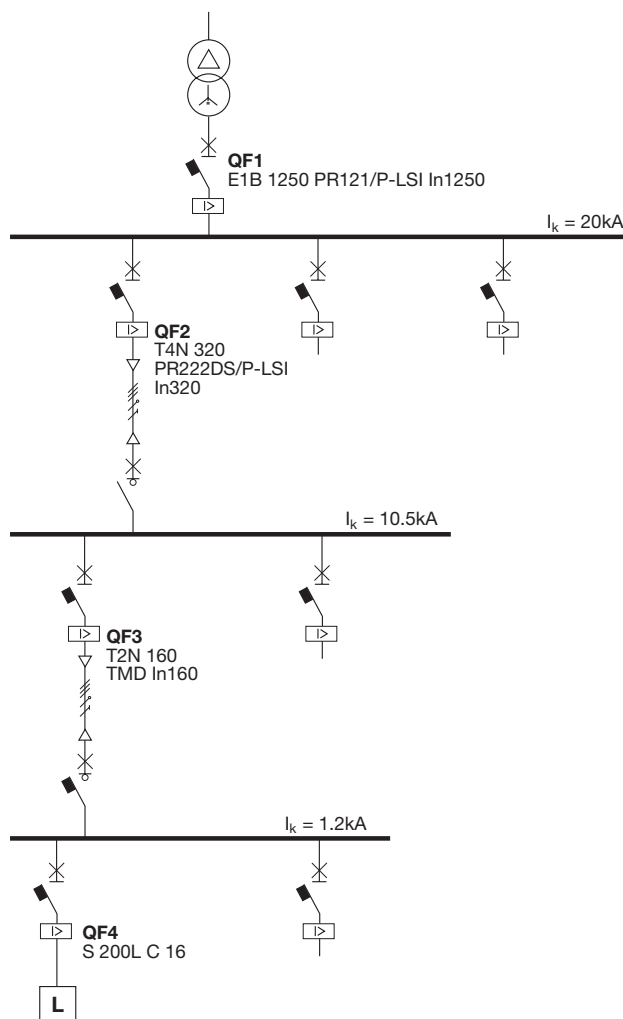 QF1
E1B 1250 PR121/P-LSI In1250
I>
Ik = 20kA
I>
I>
I>
QF2
T4N 320
PR222DS/P-LSI
In320
Ik = 10.5kA
I>
I>
QF3
T2N 160
TMD In160
Ik = 1.2kA
I>
I>
QF4
S 200L C 16
L